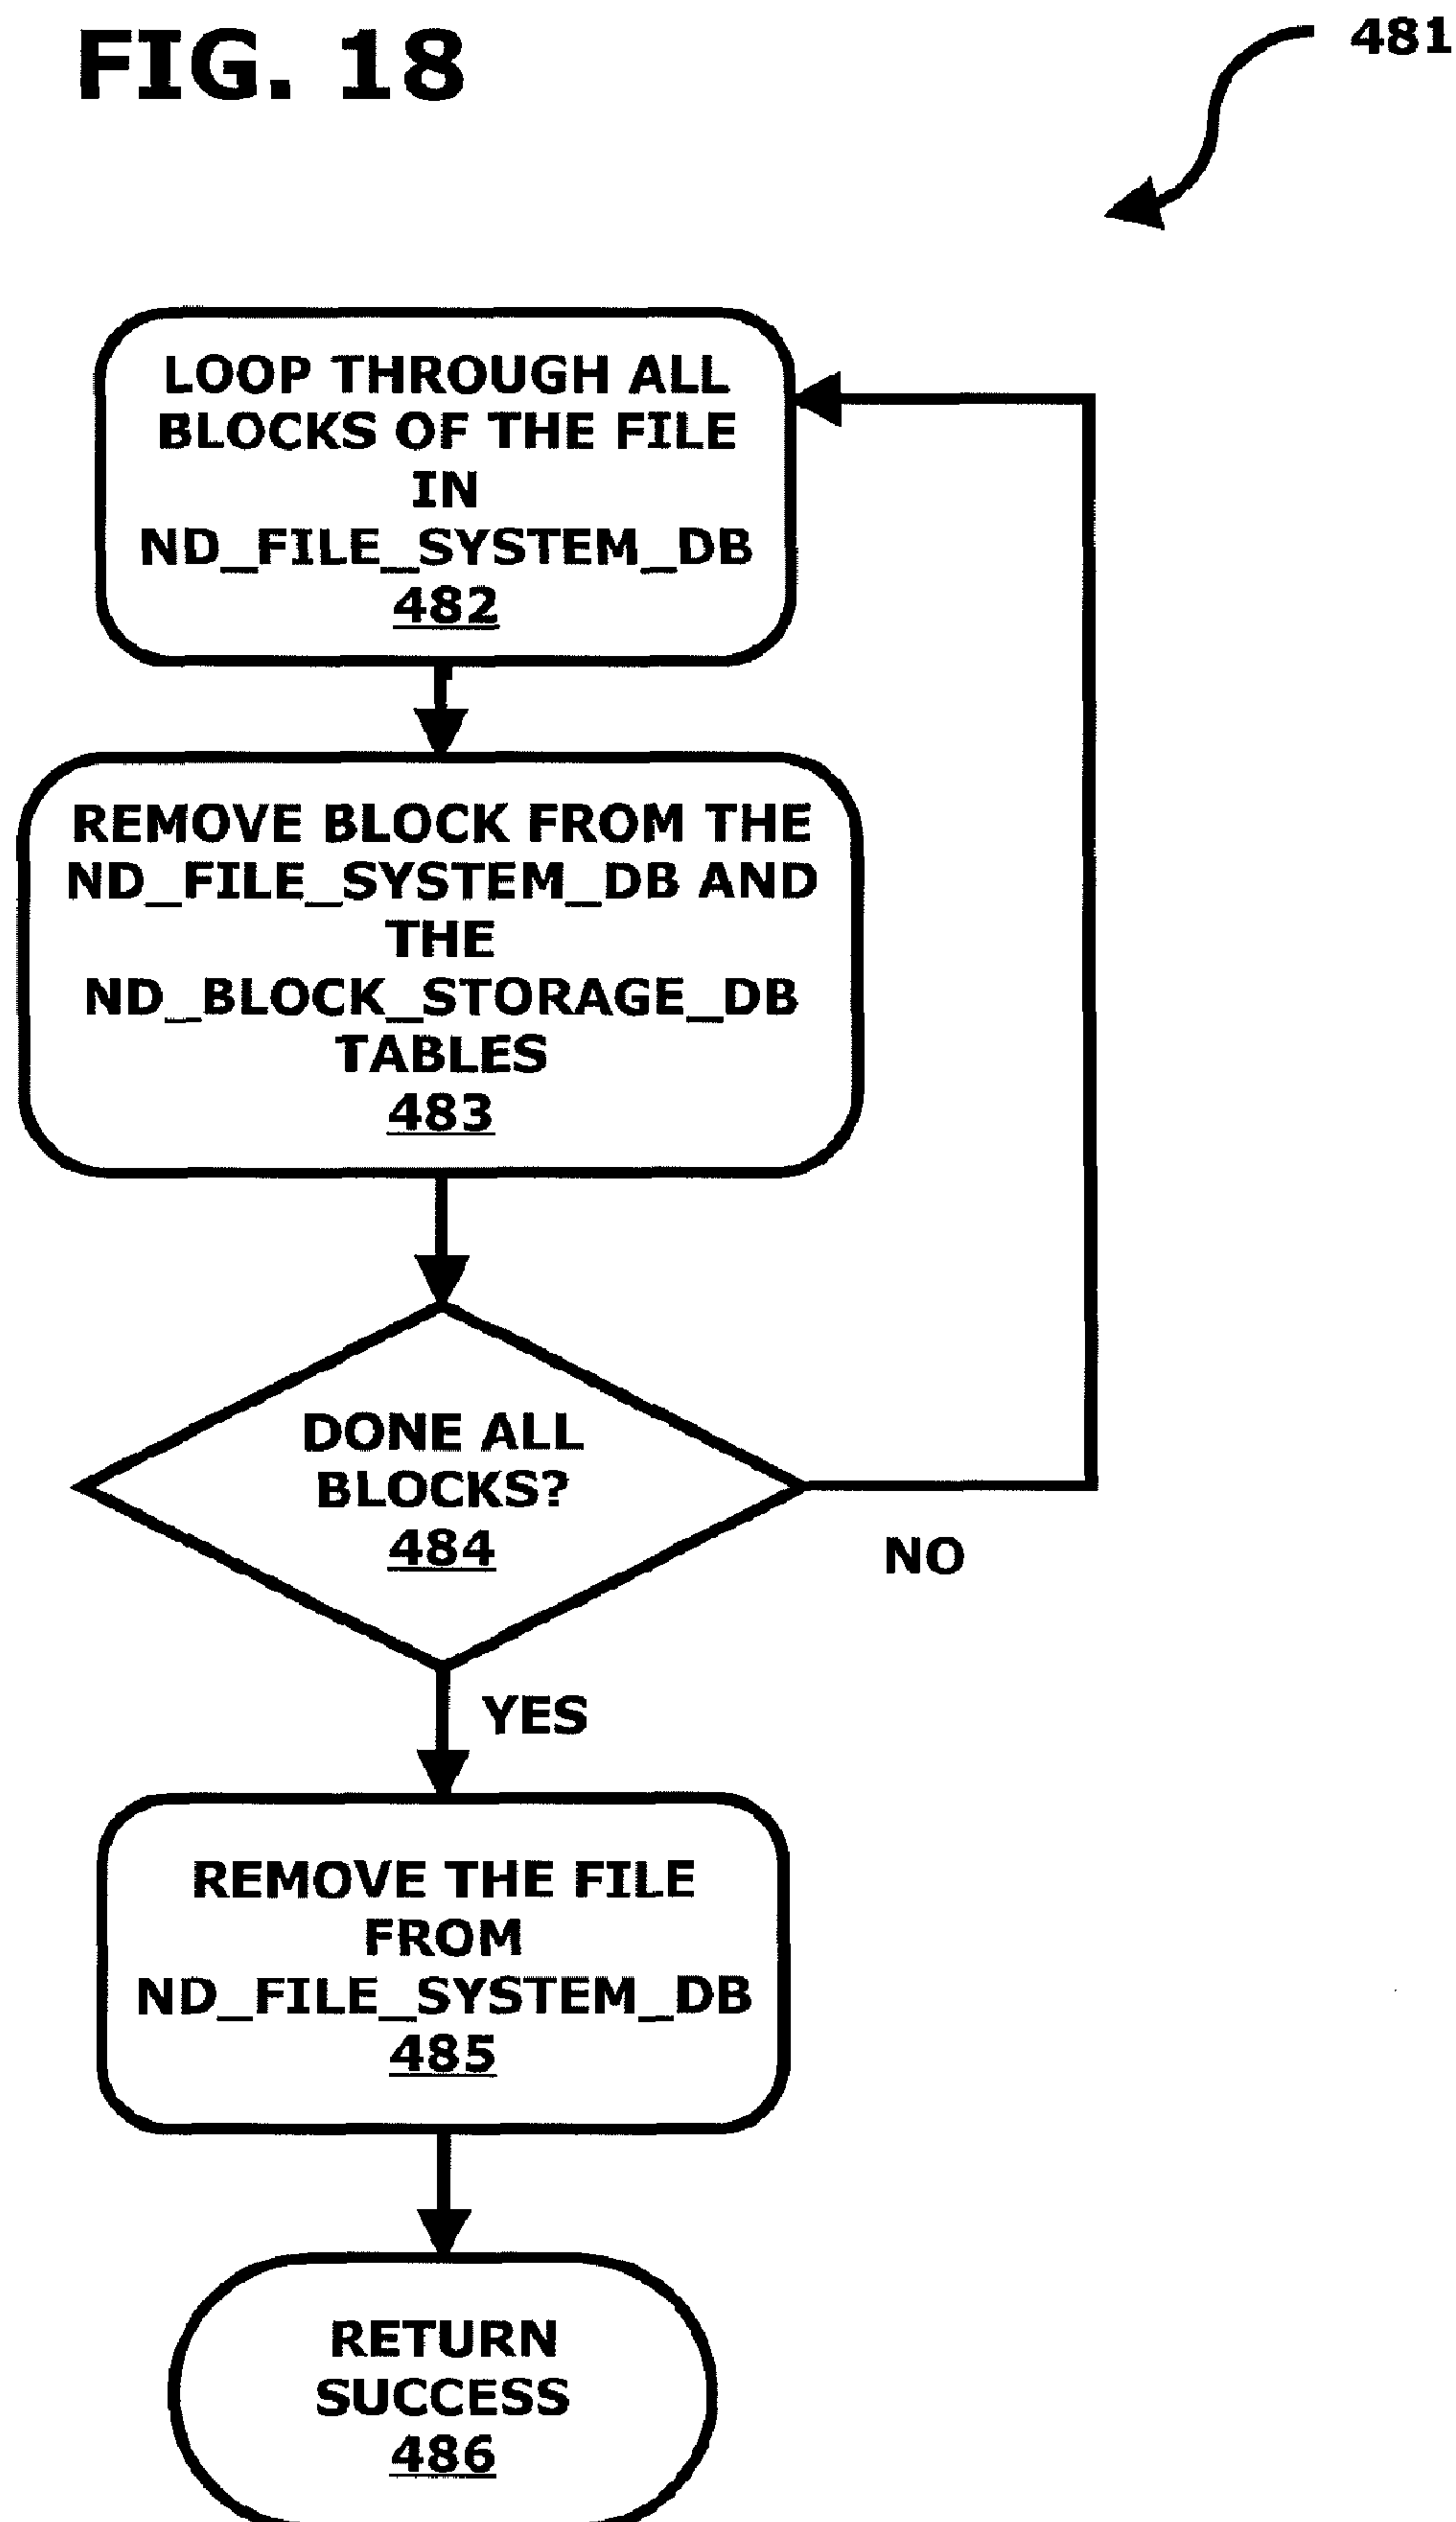 FIG. 18
481
LOOP THROUGH ALL
BLOCKS OF THE FILE
IN
ND_FILE_SYSTEM_DB
482
REMOVE BLOCK FROM THE
ND_FILE_SYSTEM_DB AND
THE
ND_BLOCK_STORAGE_DB
TABLES
483
DONE ALL
BLOCKS?
484
NO
YES
REMOVE THE FILE
FROM
ND_FILE_SYSTEM_DB
485
RETURN
SUCCESS
486